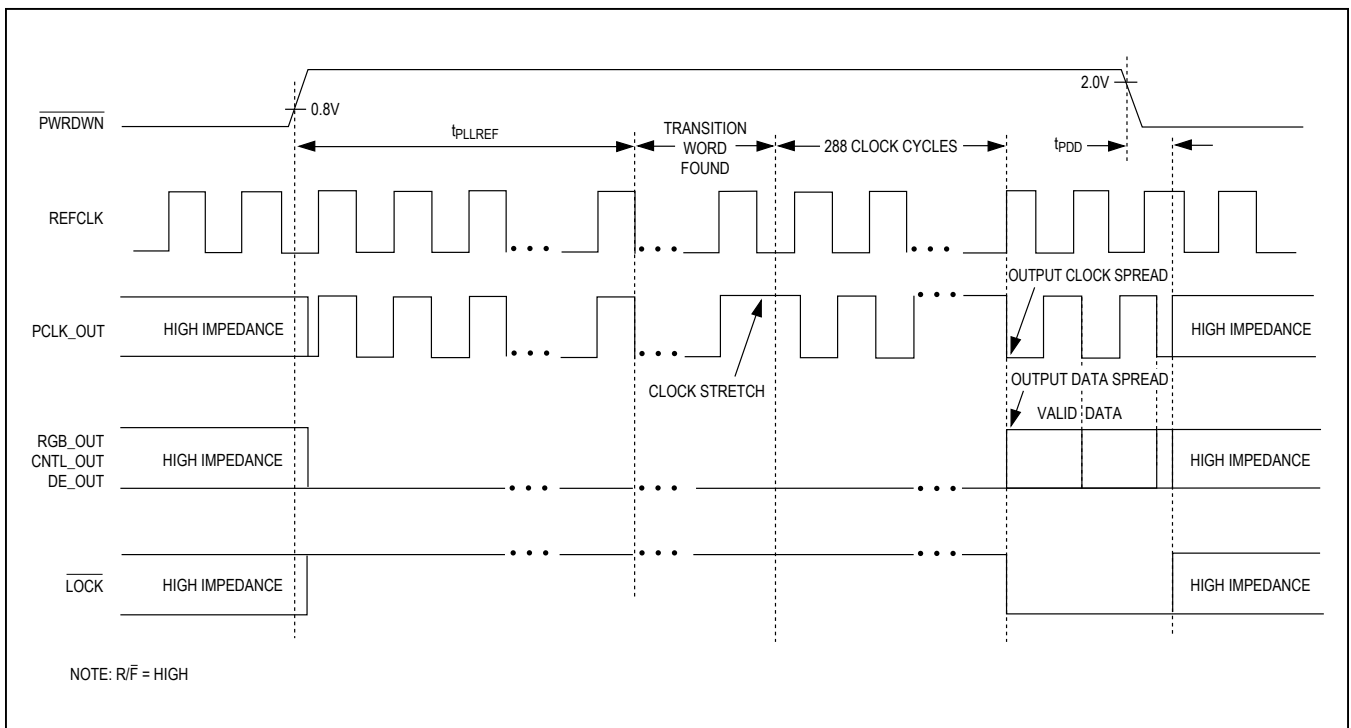 PWRDWN
0.8V
2.0V
tPLLREF
TRANSITION
WORD
FOUND
288 CLOCK CYCLES
tPDD
REFCLK
OUTPUT CLOCK SPREAD
PCLK_OUT
HIGH IMPEDANCE
HIGH IMPEDANCE
CLOCK STRETCH
OUTPUT DATA SPREAD
VALID DATA
RGB_OUT
CNTL_OUT
DE_OUT
HIGH IMPEDANCE
HIGH IMPEDANCE
LOCK
HIGH IMPEDANCE
HIGH IMPEDANCE
NOTE: R/F̅ = HIGH